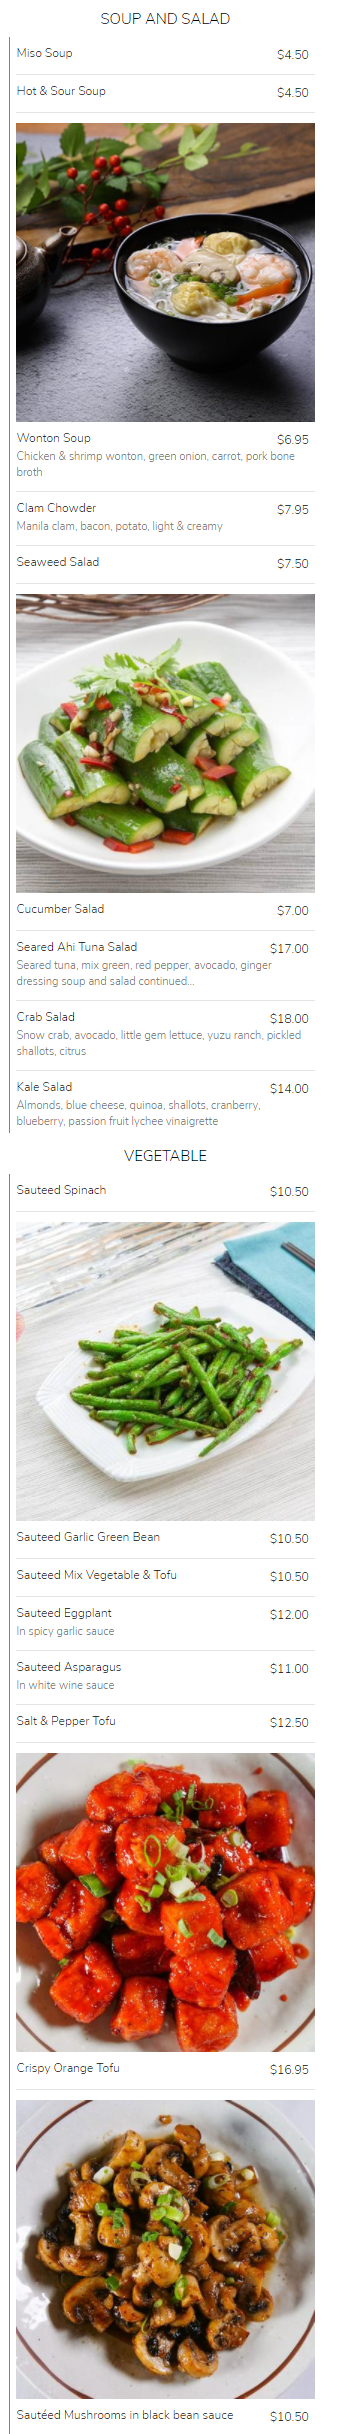 SOUP AND SALAD
Miso Soup $4.50
Hot & Sour Soup $4.50
Wonton Soup $6.95
Chicken & shrimp wonton, green onion, carrot, pork bone
broth
Clam Chowder $7.95
Manila clam, bacon, potato, light & creamy
Seaweed Salad $7.50
Cucumber Salad $7.00
Seared Ahi Tuna Salad $17.00
Seared tuna, mix green, red pepper, avocado, ginger
dressing soup and salad continued...
Crab Salad $18.00
Snow crab, avocado, little gem lettuce, yuzu ranch, pickled
shallots, citrus
Kale Salad $14.00
Almonds, blue cheese, quinoa, shallots, cranberry,
blueberry, passion fruit lychee vinaigrette
VEGETABLE
Sauteed Spinach $10.50
Sauteed Garlic Green Bean $10.50
Sauteed Mix Vegetable & Tofu $10.50
Sauteed Eggplant $12.00
In spicy garlic sauce
Sauteed Asparagus $11.00
In white wine sauce
Salt & Pepper Tofu $12.50
Crispy Orange Tofu $16.95
Sautéed Mushrooms in black bean sauce $10.50